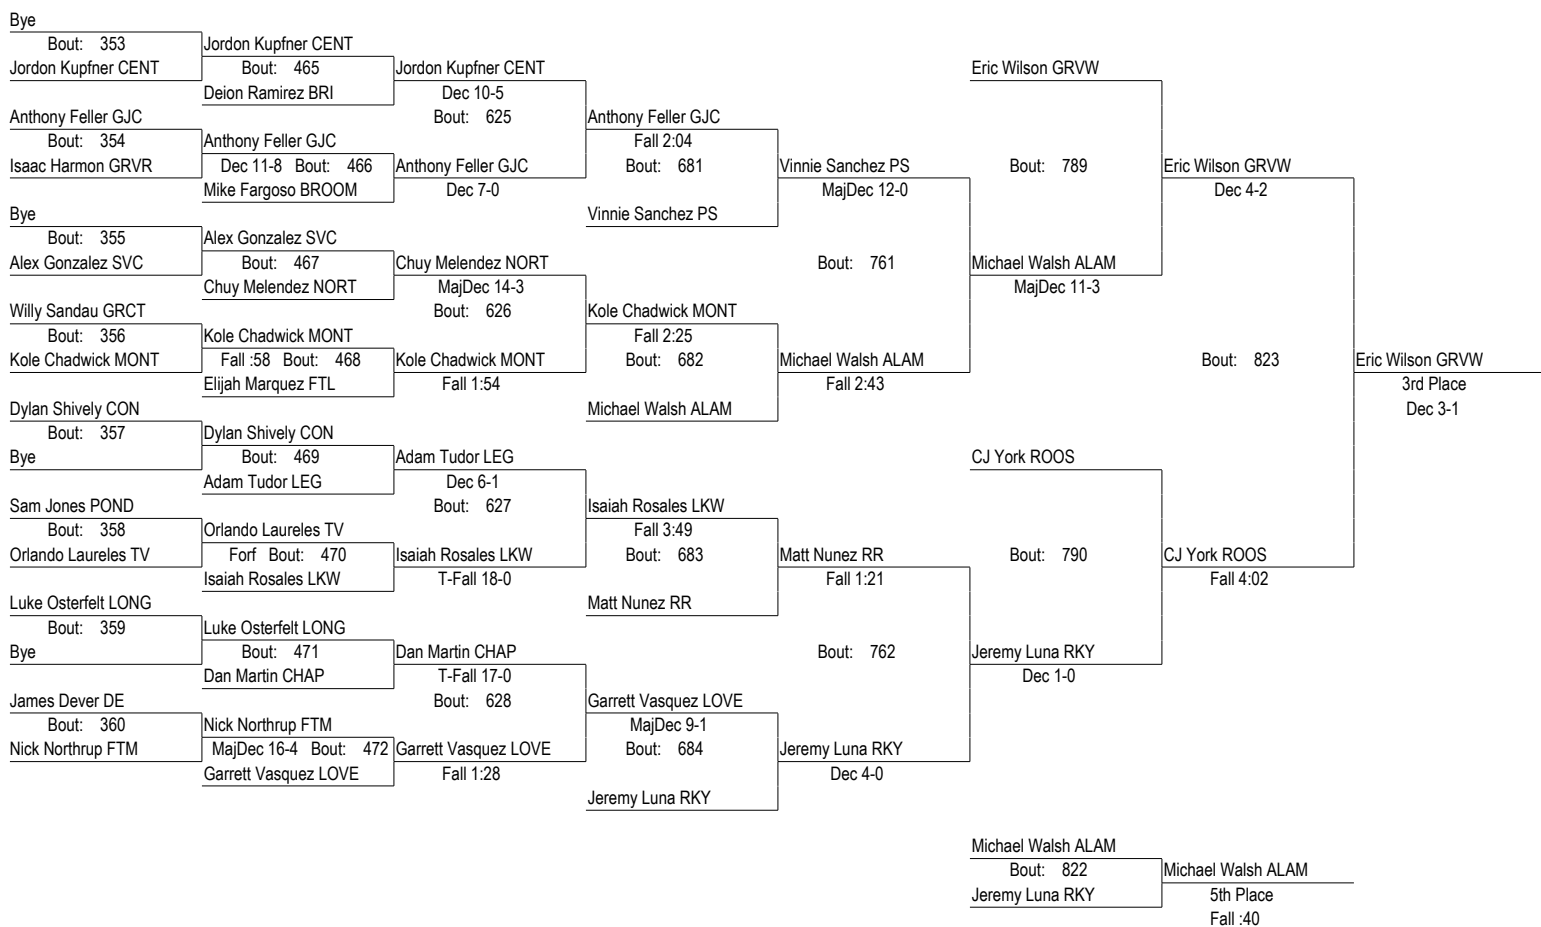 Bye
Bout: 353
Jordon Kupfner CENT
Jordon Kupfner CENT
Bout: 465
Deion Ramirez BRI
Jordon Kupfner CENT
Dec 10-5
Bout: 625
Anthony Feller GJC
Bout: 354
Isaac Harmon GRVR
Anthony Feller GJC
Dec 11-8 Bout: 466
Mike Fargoso BROOM
Anthony Feller GJC
Dec 7-0
Anthony Feller GJC
Fall 2:04
Bout: 681
Vinnie Sanchez PS
Vinnie Sanchez PS
MajDec 12-0
Bye
Bout: 355
Alex Gonzalez SVC
Alex Gonzalez SVC
Bout: 467
Chuy Melendez NORT
Chuy Melendez NORT
MajDec 14-3
Bout: 626
Willy Sandau GRCT
Bout: 356
Kole Chadwick MONT
Kole Chadwick MONT
Fall :58 Bout: 468
Elijah Marquez FTL
Kole Chadwick MONT
Fall 1:54
Kole Chadwick MONT
Fall 2:25
Bout: 682
Michael Walsh ALAM
Michael Walsh ALAM
Fall 2:43
Bout: 761
Eric Wilson GRVW
Bout: 789
Michael Walsh ALAM
MajDec 11-3
Eric Wilson GRVW
Dec 4-2
Dylan Shively CON
Bout: 357
Bye
Dylan Shively CON
Bout: 469
Adam Tudor LEG
Adam Tudor LEG
Dec 6-1
Bout: 627
Sam Jones POND
Bout: 358
Orlando Laureles TV
Orlando Laureles TV
Forf Bout: 470
Isaiah Rosales LKW
Isaiah Rosales LKW
T-Fall 18-0
Isaiah Rosales LKW
Fall 3:49
Bout: 683
Matt Nunez RR
Matt Nunez RR
Fall 1:21
Luke Osterfelt LONG
Bout: 359
Bye
Luke Osterfelt LONG
Bout: 471
Dan Martin CHAP
Dan Martin CHAP
T-Fall 17-0
Bout: 628
James Dever DE
Bout: 360
Nick Northrup FTM
Nick Northrup FTM
MajDec 16-4 Bout: 472
Garrett Vasquez LOVE
Garrett Vasquez LOVE
Fall 1:28
Garrett Vasquez LOVE
MajDec 9-1
Bout: 684
Jeremy Luna RKY
Jeremy Luna RKY
Dec 4-0
Bout: 762
CJ York ROOS
Bout: 790
Jeremy Luna RKY
Dec 1-0
CJ York ROOS
Fall 4:02
Bout: 823
Eric Wilson GRVW
3rd Place
Dec 3-1
Michael Walsh ALAM
Bout: 822
Jeremy Luna RKY
Michael Walsh ALAM
5th Place
Fall :40